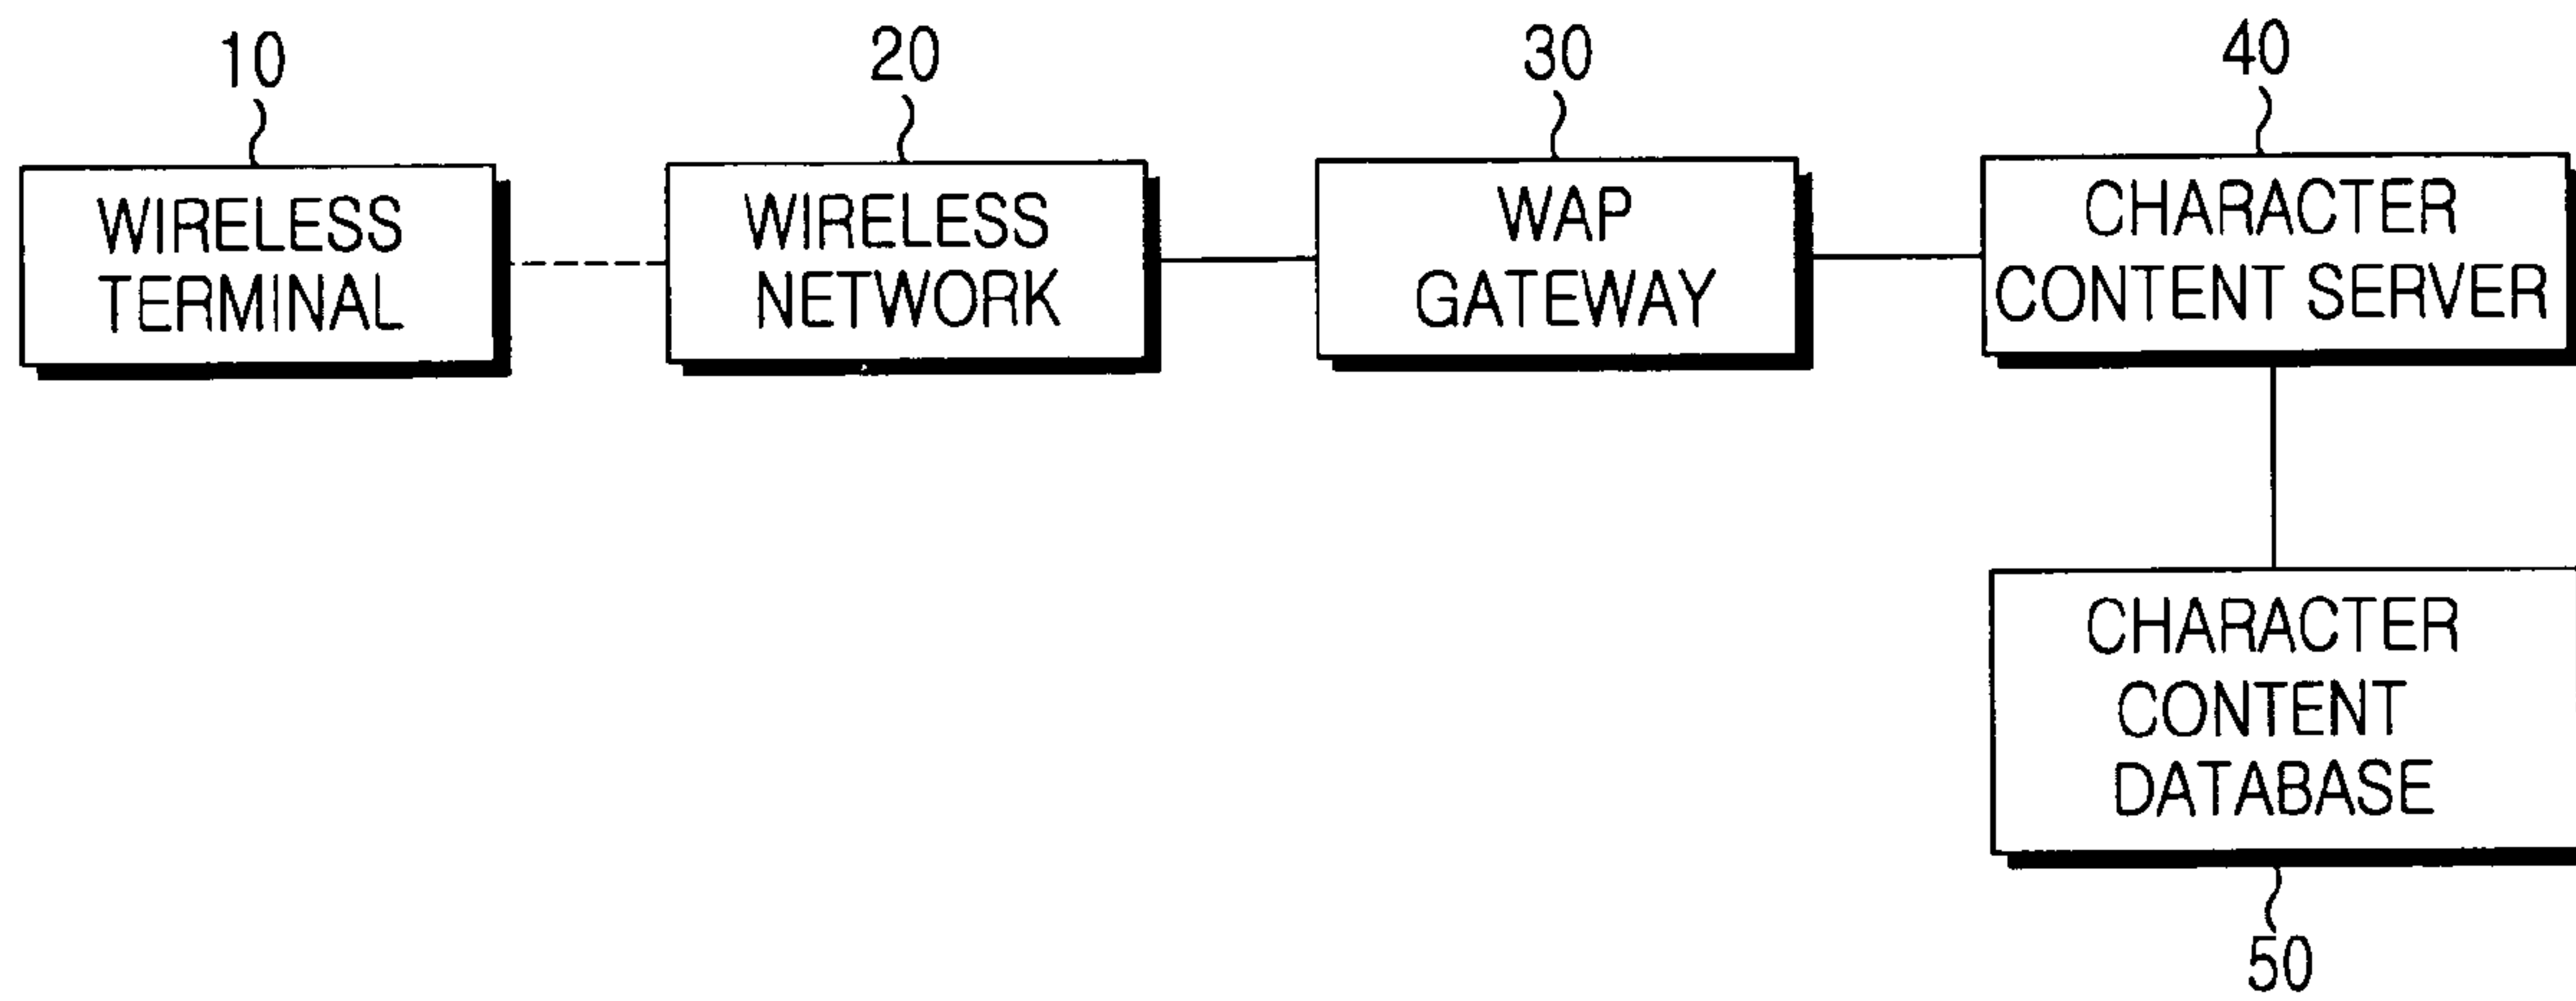 10
20
30
40
WIRELESS
TERMINAL
WIRELESS
NETWORK
WAP
GATEWAY
CHARACTER
CONTENT SERVER
CHARACTER
CONTENT
DATABASE
50